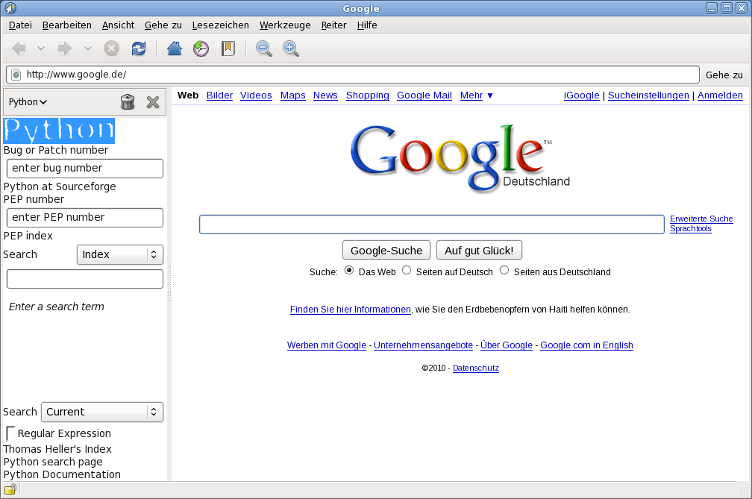 Google
Datei Bearbeiten Ansicht Gehe zu Lesezeichen Werkzeuge Reiter Hilfe
http://www.google.de/ Gehe zu
Python
Python
Bug or Patch number
enter bug number
Python at Sourceforge
PEP number
enter PEP number
PEP index
Search Index
Enter a search term
Search Current
Regular Expression
Thomas Heller's Index
Python search page
Python Documentation
Web Bilder Videos Maps News Shopping Google Mail Mehr ▼ iGoogle | Sucheinstellungen | Anmelden
Google™
Deutschland
Erweiterte Suche
Sprachtools
Google-Suche Auf gut Glück!
Suche: Das Web Seiten auf Deutsch Seiten aus Deutschland
Finden Sie hier Informationen, wie Sie den Erdbebenopfern von Haiti helfen können.
Werben mit Google - Unternehmensangebote - Über Google - Google.com in English
©2010 - Datenschutz